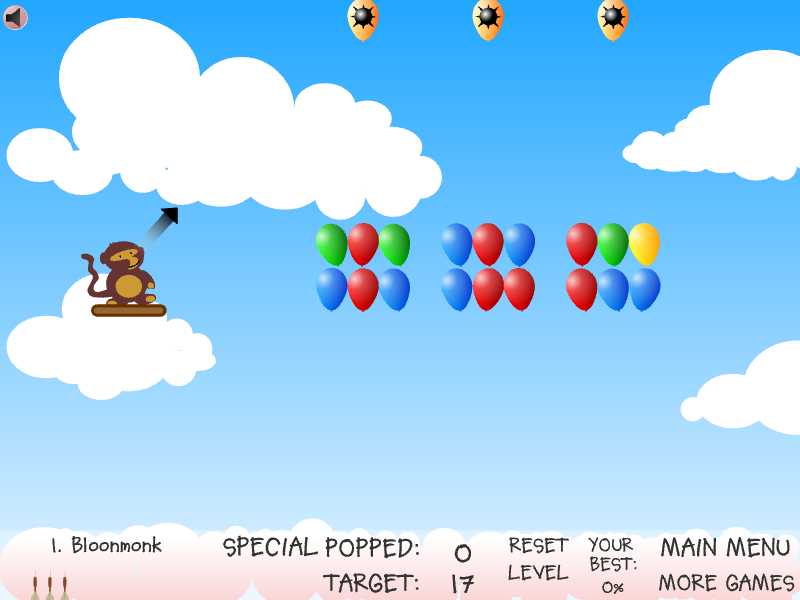 1. Bloonmonk
SPECIAL POPPED: 0
TARGET: 17
RESET
LEVEL
YOUR
BEST:
0%
MAIN MENU
MORE GAMES